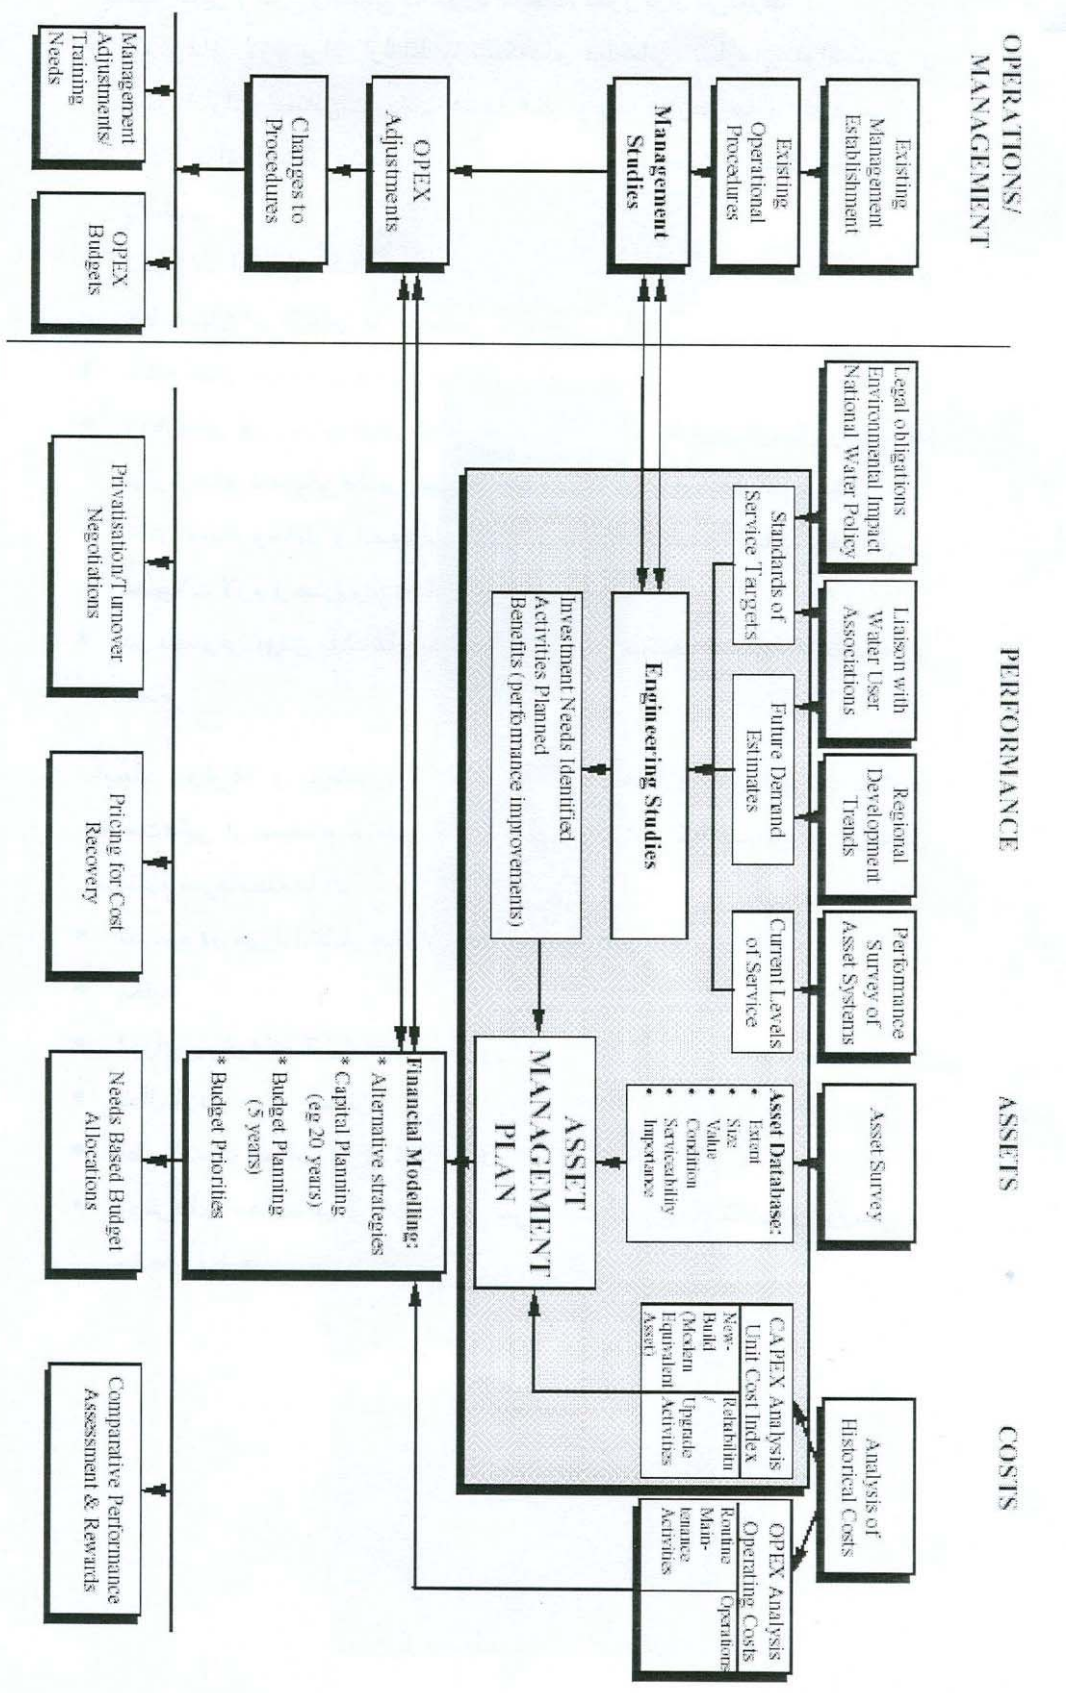 OPERATIONS/
MANAGEMENT
PERFORMANCE
ASSETS
COSTS
Existing
Management
Establishment
Existing
Operational
Procedures
Management
Studies
OPEX
Adjustments
Changes to
Procedures
Management
Adjustments/
Training
Needs
OPEX
Budgets
Legal obligations
Environmental Impact
National Water Policy
Liaison with
Water User
Associations
Regional
Development
Trends
Performance
Survey of
Asset Systems
Asset Survey
Analysis of
Historical Costs
Standards of
Service Targets
Future Demand
Estimates
Current Levels
of Service
Asset Database:
• Extent
• Size
• Value
• Condition
• Serviceability
• Importance
CAPEX Analysis
Unit Cost Index
New-
Build
(Modern
Equivalent
Asset)
Rehabilitn
/
Upgrade
Activities
OPEX Analysis
Operating Costs
Routine
Main-
tenance
Activities
Operations
Engineering Studies
Investment Needs Identified
Activities Planned
Benefits (performance improvements)
ASSET
MANAGEMENT
PLAN
Financial Modelling:
* Alternative strategies
* Capital Planning
(eg 20 years)
* Budget Planning
(5 years)
* Budget Priorities
Privatisation/Turnover
Negotiations
Pricing for Cost
Recovery
Needs Based Budget
Allocations
Comparative Performance
Assessment & Rewards